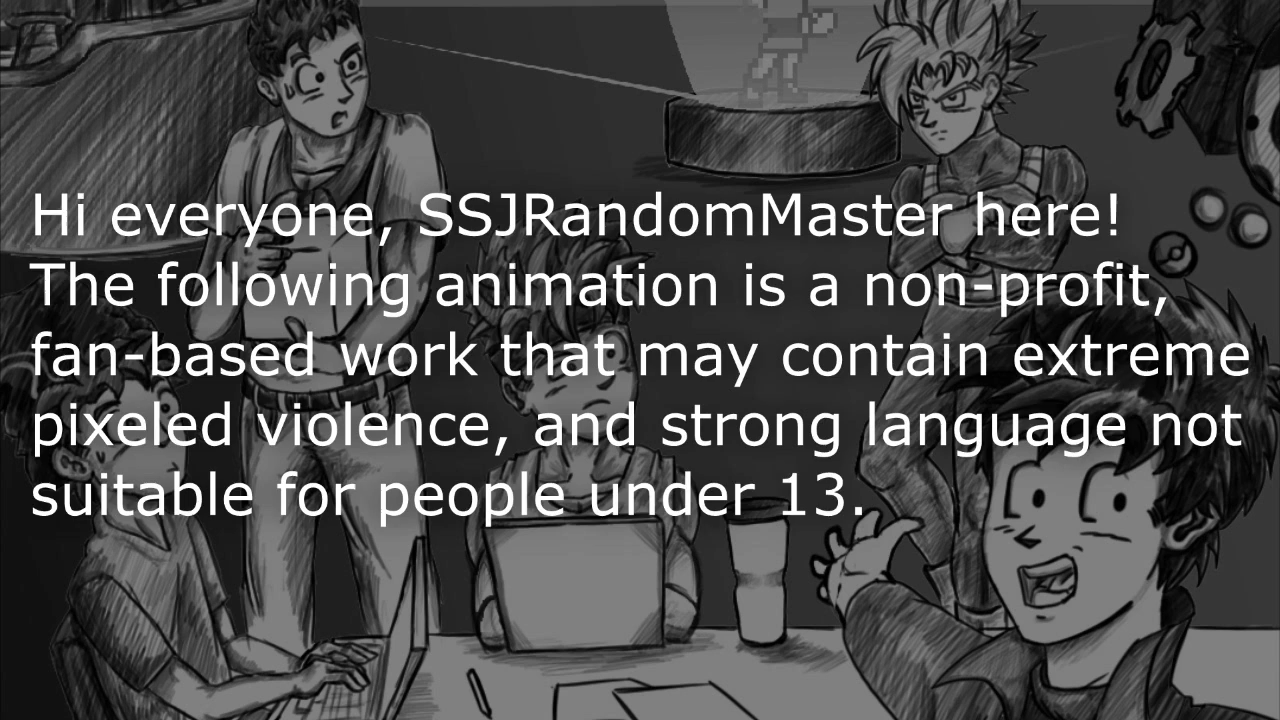 Hi everyone, SSJRandomMaster here!
The following animation is a non-profit,
fan-based work that may contain extreme
pixeled violence, and strong language not
suitable for people under 13.